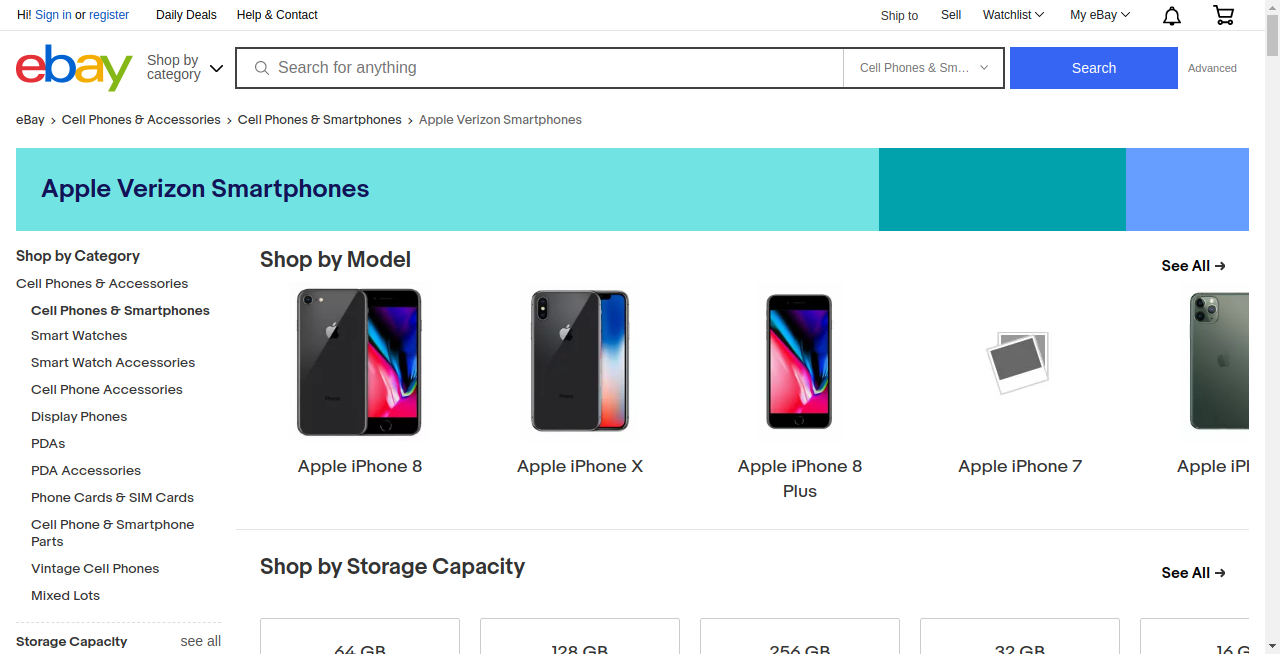 Hi! Sign in or register Daily Deals Help & Contact Ship to Sell Watchlist My eBay
ebay Shop by category Search for anything Cell Phones & Sm... Search Advanced
eBay Cell Phones & Accessories Cell Phones & Smartphones Apple Verizon Smartphones
Apple Verizon Smartphones
Shop by Category
Cell Phones & Accessories
Cell Phones & Smartphones
Smart Watches
Smart Watch Accessories
Cell Phone Accessories
Display Phones
PDAs
PDA Accessories
Phone Cards & SIM Cards
Cell Phone & Smartphone
Parts
Vintage Cell Phones
Mixed Lots
Storage Capacity see all
Shop by Model
See All
Apple iPhone 8
Apple iPhone X
Apple iPhone 8
Plus
Apple iPhone 7
Apple iPh
Shop by Storage Capacity
See All
64 GB
128 GB
256 GB
32 GB
16 G